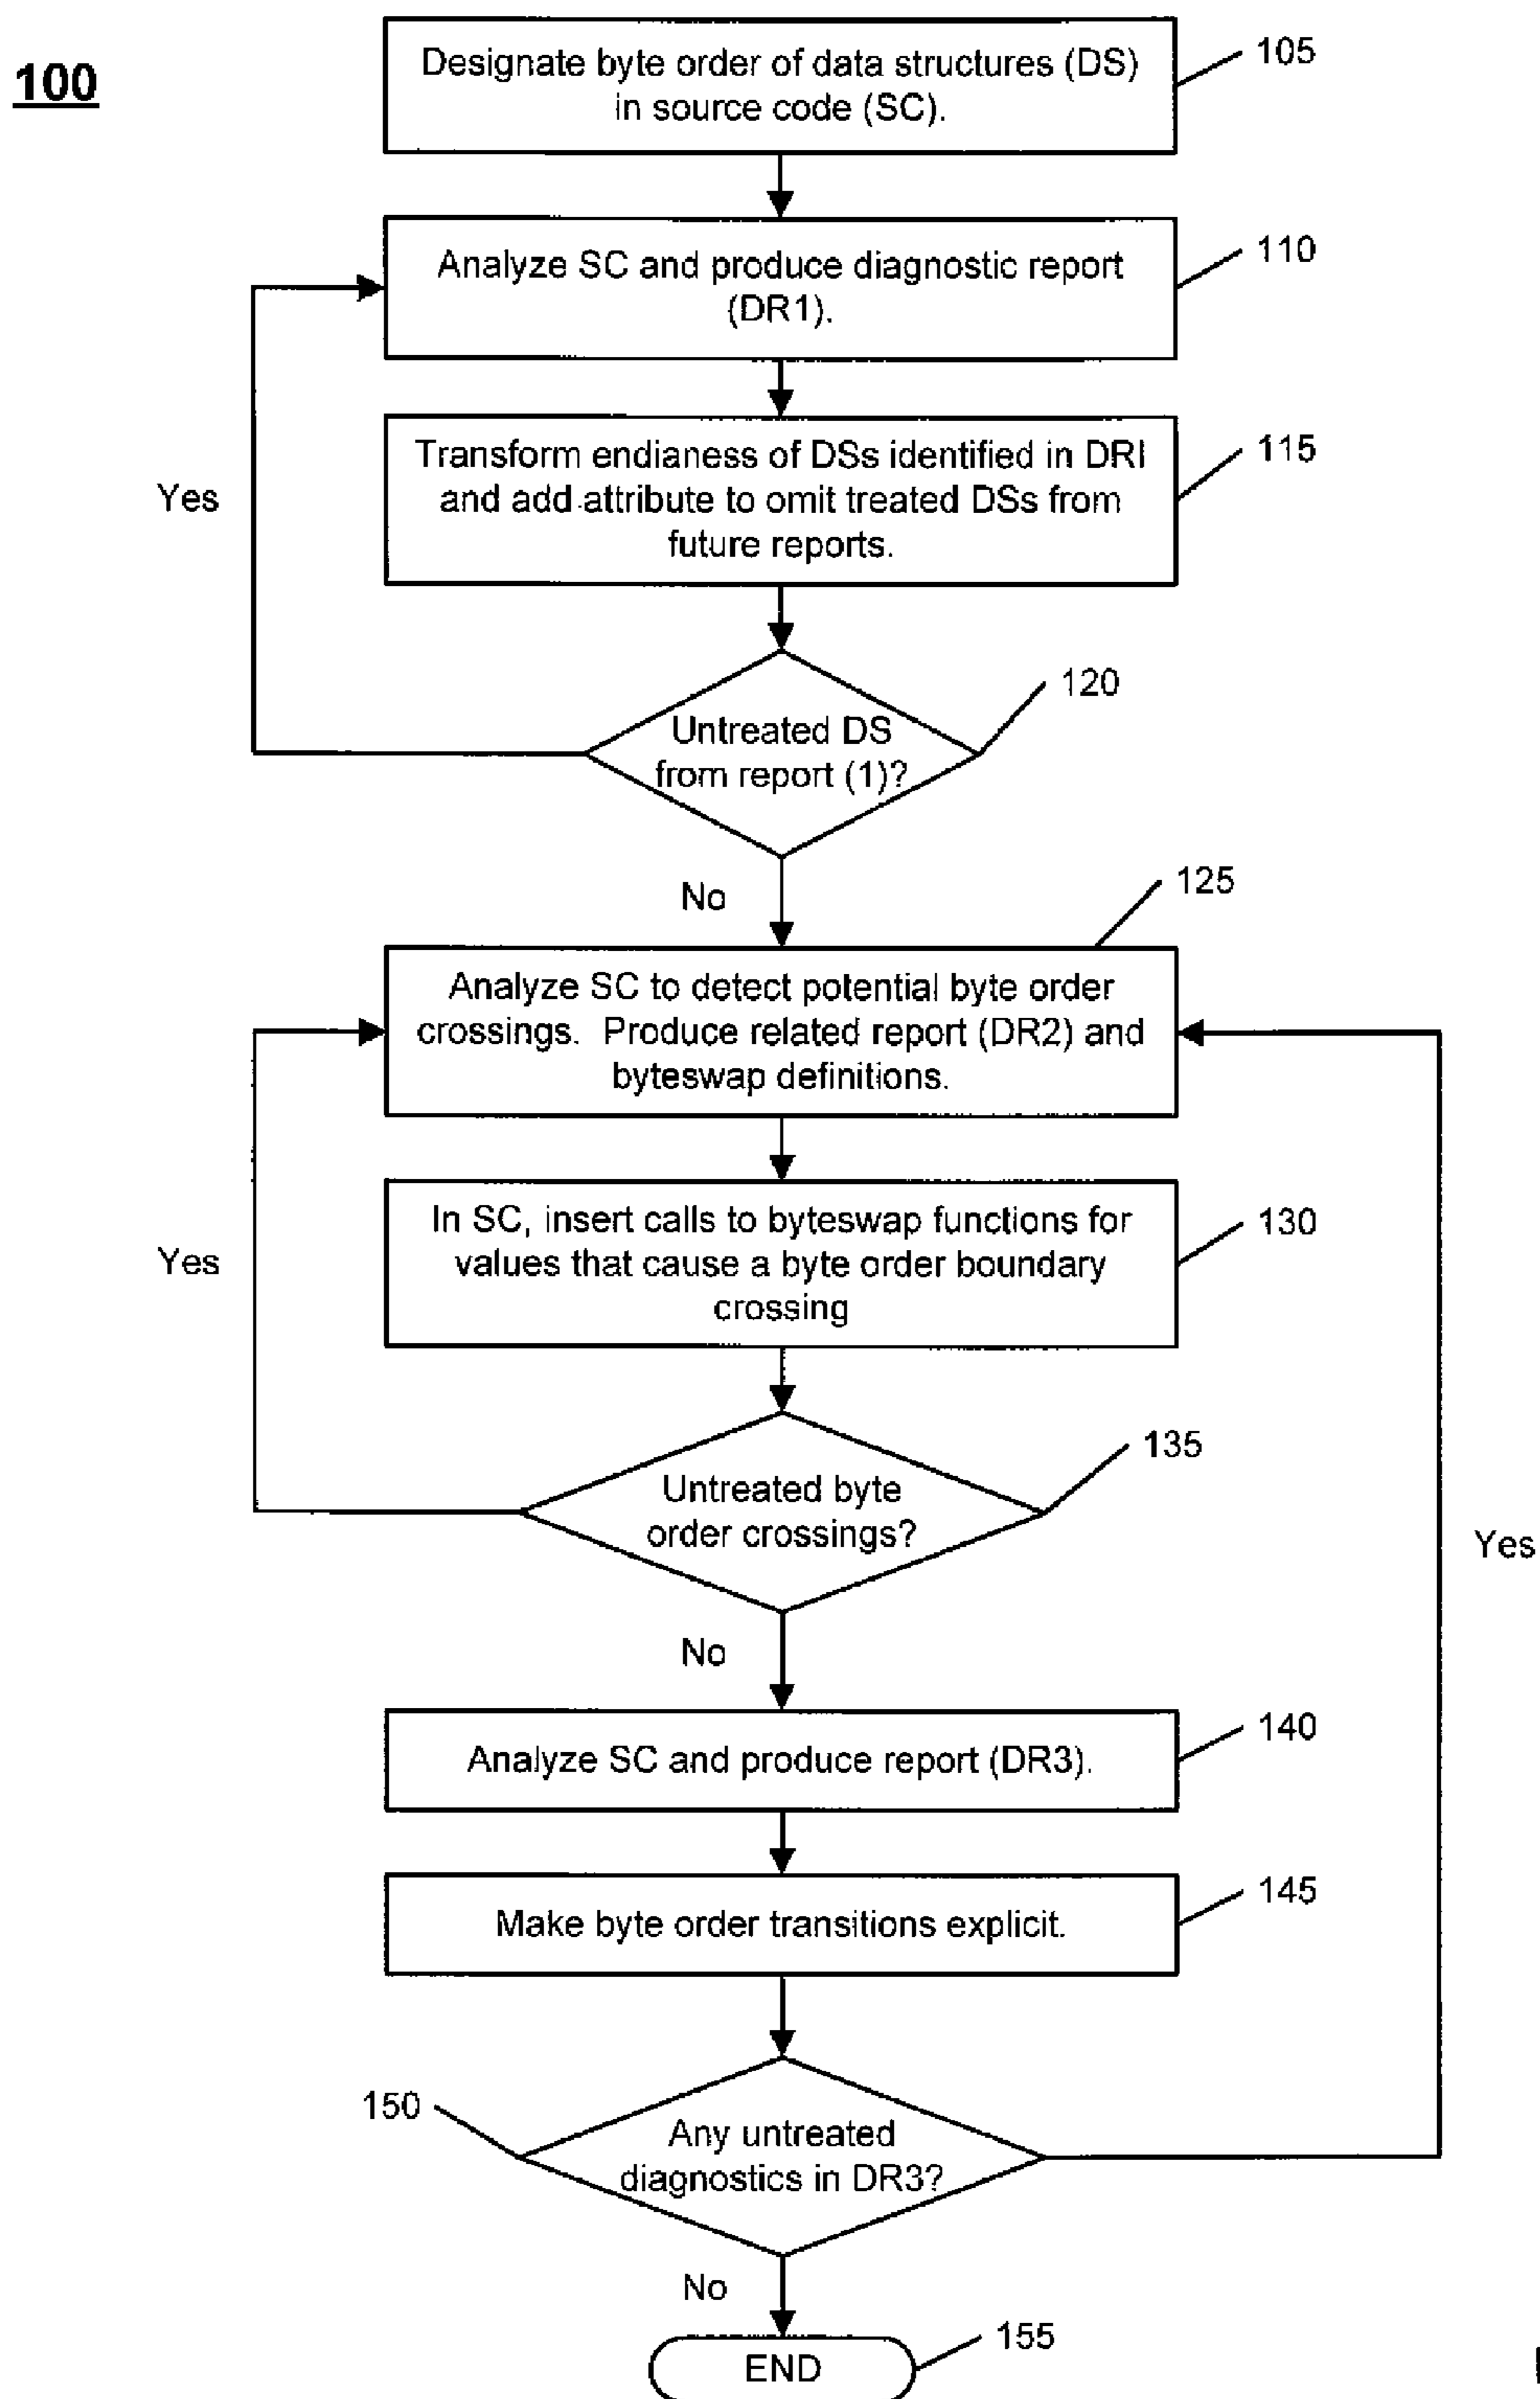 100
Designate byte order of data structures (DS)
in source code (SC).
105
Analyze SC and produce diagnostic report
(DR1).
110
Transform endianess of DSs identified in DRI
and add attribute to omit treated DSs from
future reports.
115
Yes
120
Untreated DS
from report (1)?
No
125
Analyze SC to detect potential byte order
crossings. Produce related report (DR2) and
byteswap definitions.
In SC, insert calls to byteswap functions for
values that cause a byte order boundary
crossing
130
Yes
135
Untreated byte
order crossings?
Yes
No
140
Analyze SC and produce report (DR3).
145
Make byte order transitions explicit.
150
Any untreated
diagnostics in DR3?
No
155
END